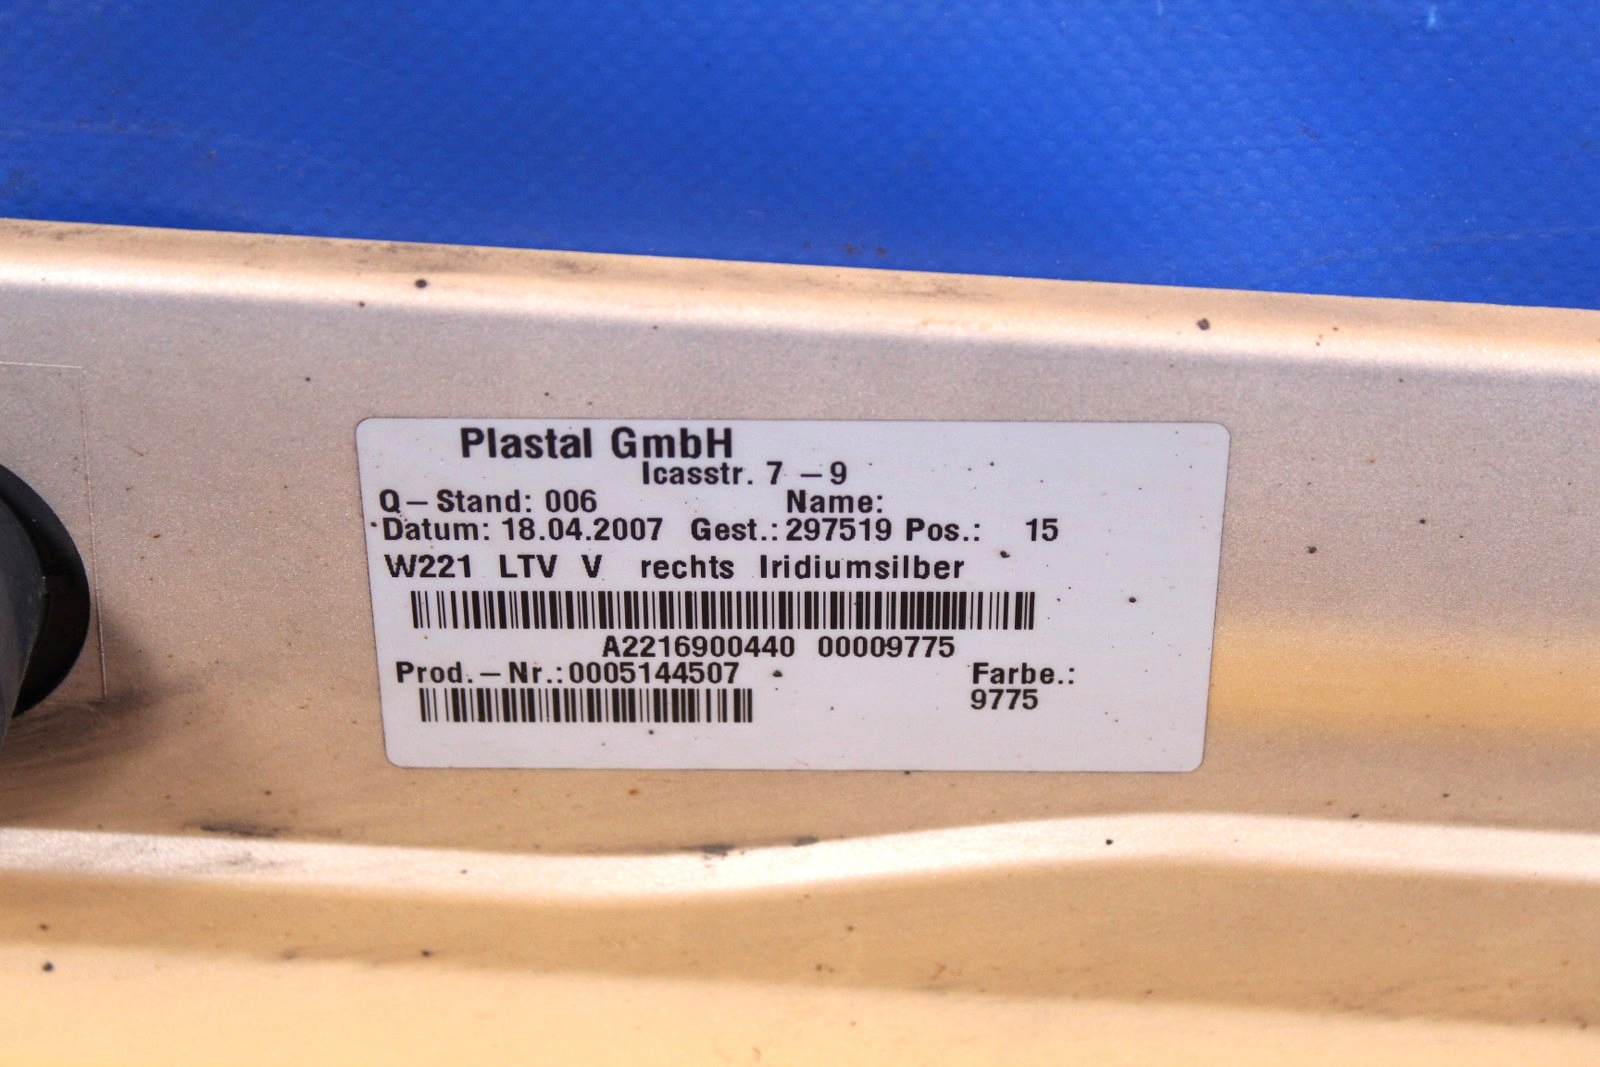 Plastal GmbH
Icasstr. 7 – 9
Q – Stand: 006 Name:
Datum: 18.04.2007 Gest.: 297519 Pos.: 15
W221 LTV V rechts Iridiumsilber
A2216900440 00009775
Prod. – Nr.:0005144507 Farbe.:
9775